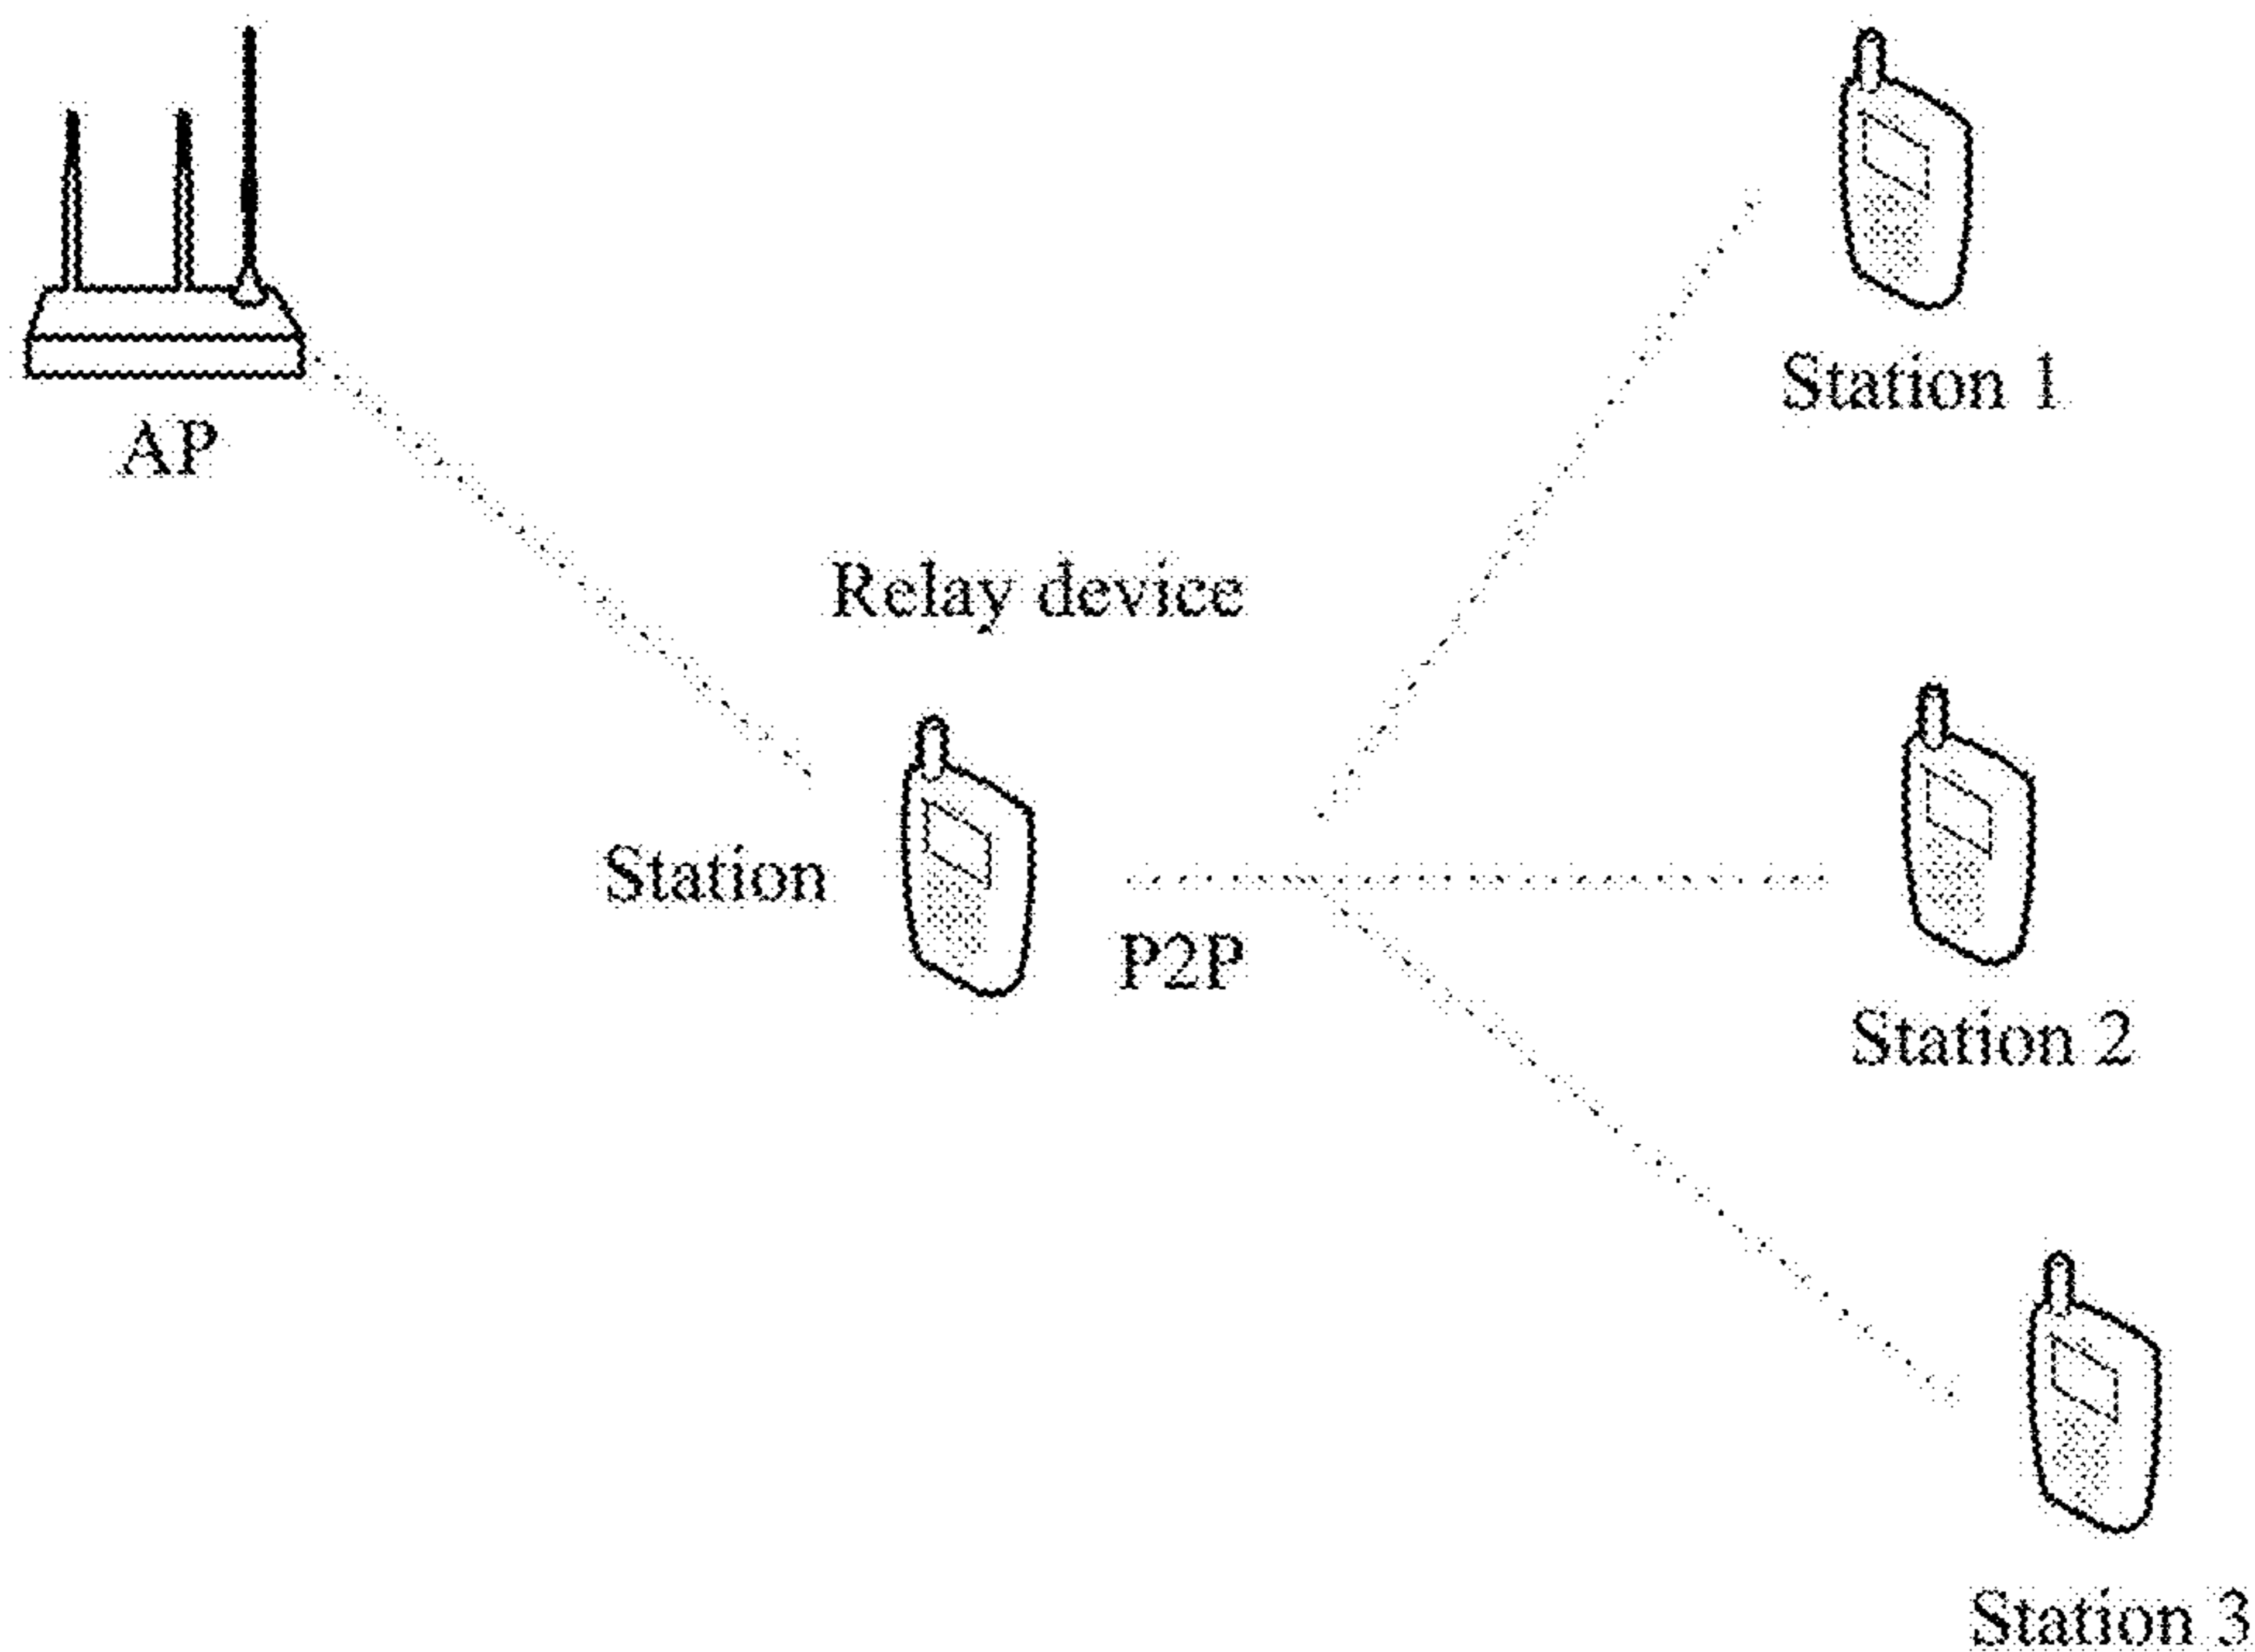 AP
Station 1
Relay device
Station
P2P
Station 2
Station 3